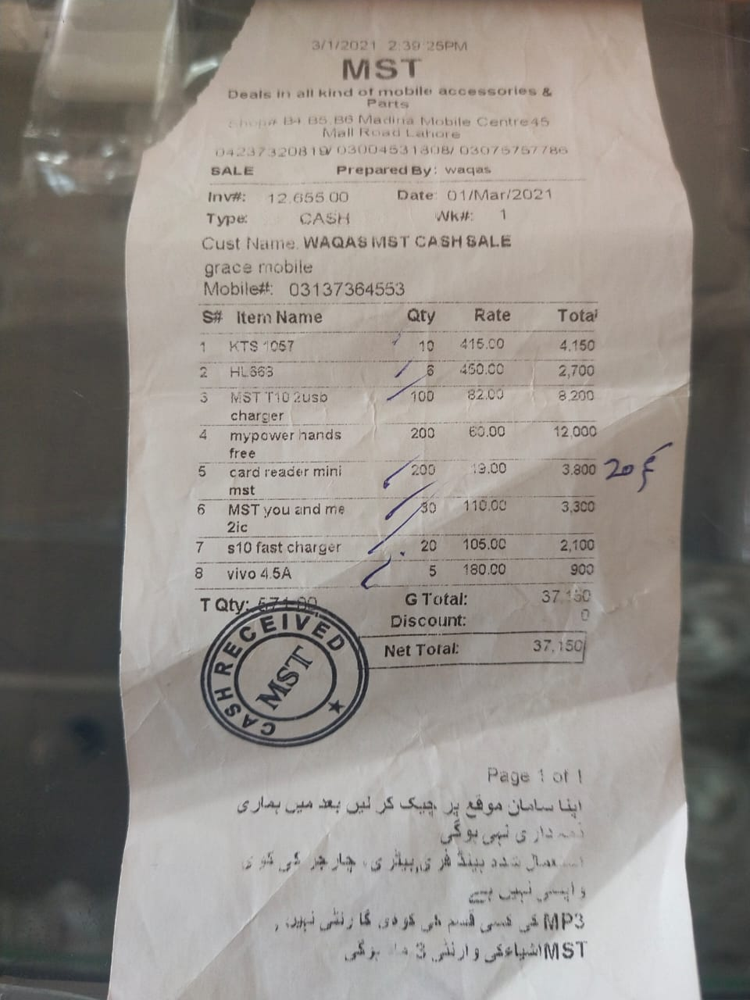 3/1/2021 2:39:25PM
MST
Deals in all kind of mobile accessories &
Parts
Shop# B4 B5,B6 Madina Mobile Centre 45
Mall Road Lahore
04237320819/ 03004531808/ 03075757786
SALE Prepared By: waqas
Inv#: 12,655.00 Date: 01/Mar/2021
Type: CASH Wk#: 1
Cust Name. WAQAS MST CASH SALE
grace mobile
Mobile#: 03137364553
S# Item Name Qty Rate Total
1 KTS 1057 10 415.00 4,150
2 HL663 6 450.00 2,700
3 MST T10 2usb 100 82.00 8,200
charger
4 mypower hands 200 60.00 12,000
free
5 card reader mini 200 19.00 3,800
mst
6 MST you and me 30 110.00 3,300
2ic
7 s10 fast charger 20 105.00 2,100
8 vivo 4.5A 5 180.00 900
T Qty: 571.00 G Total: 37,150
Discount: 0
Net Total: 37,150
CASH RECEIVED
MST
Page 1 of 1
اپنا سامان موقع پر چیک کر لیں بعد میں ہماری
ذمہ داری نہی ہوگی
استعمال شدہ ہینڈ فری,بیٹری, چارجر کی کوی
واپسی نہیں ہے
MP3 کی کسی قسم کی کودی گارنٹی نہیں,
MST اشیاءکی وارنٹی 3 ماہ ہوگی